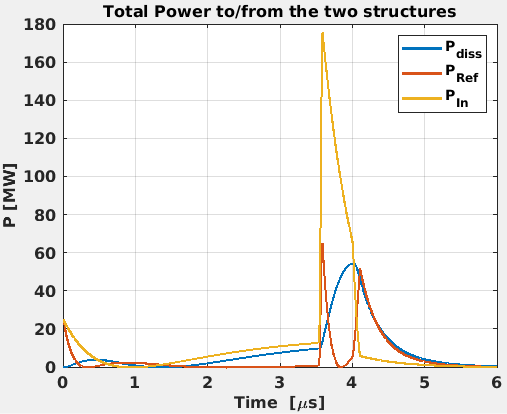 Total Power to/from the two structures
180
160
140
120
100
80
60
40
20
0
P [MW]
P_diss
P_Ref
P_In
0 1 2 3 4 5 6
Time [μs]